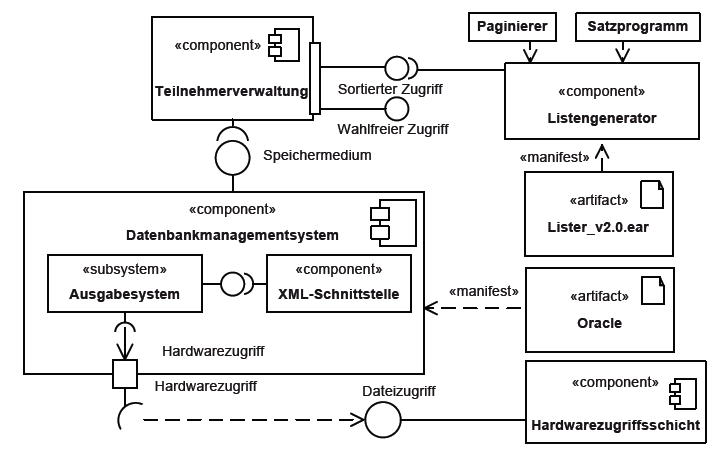 Paginierer
Satzprogramm
«component»
Teilnehmerverwaltung
Sortierter Zugriff
Wahlfreier Zugriff
«component»
Listengenerator
Speichermedium
«manifest»
«artifact»
Lister_v2.0.ear
«component»
Datenbankmanagementsystem
«subsystem»
Ausgabesystem
«component»
XML-Schnittstelle
«manifest»
«artifact»
Oracle
Hardwarezugriff
Hardwarezugriff
Dateizugriff
«component»
Hardwarezugriffsschicht